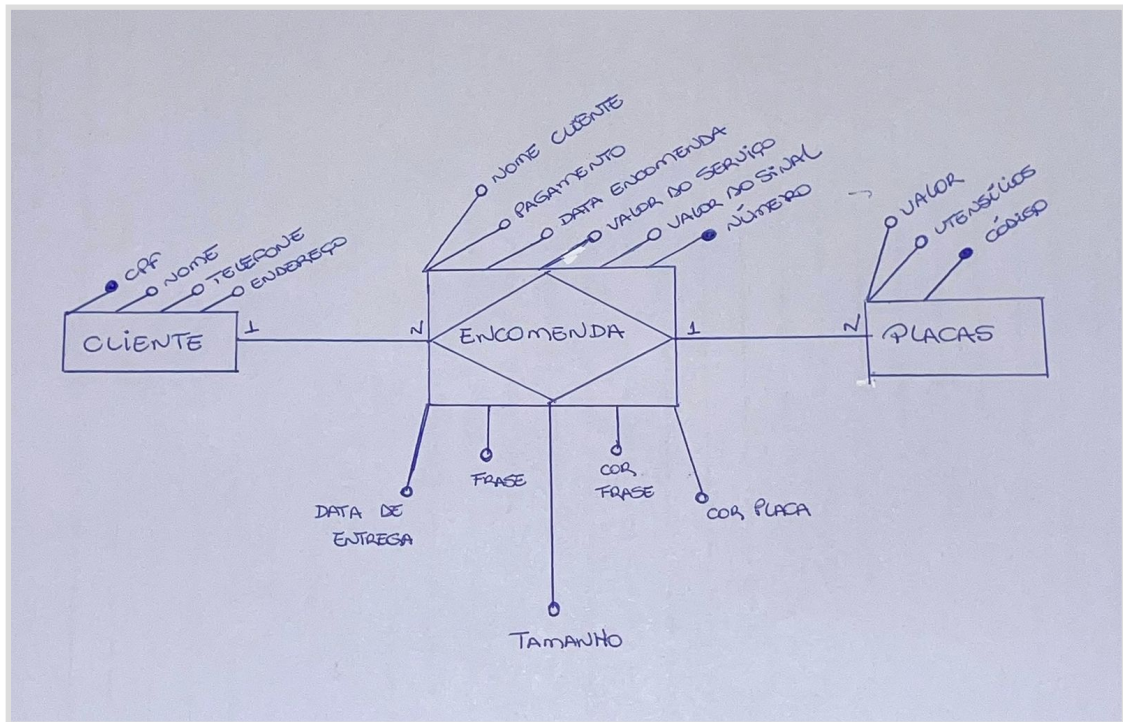 NOME CLIENTE
PAGAMENTO
DATA ENCOMENDA
VALOR DO SERVIÇO
VALOR DO SINAL
NÚMERO
VALOR
UTENSÍLIOS
CÓDIGO
CPF
NOME
TELEFONE
ENDEREÇO
CLIENTE
1
N
ENCOMENDA
1
N
PLACAS
DATA DE
ENTREGA
FRASE
COR
FRASE
COR PLACA
TAMANHO